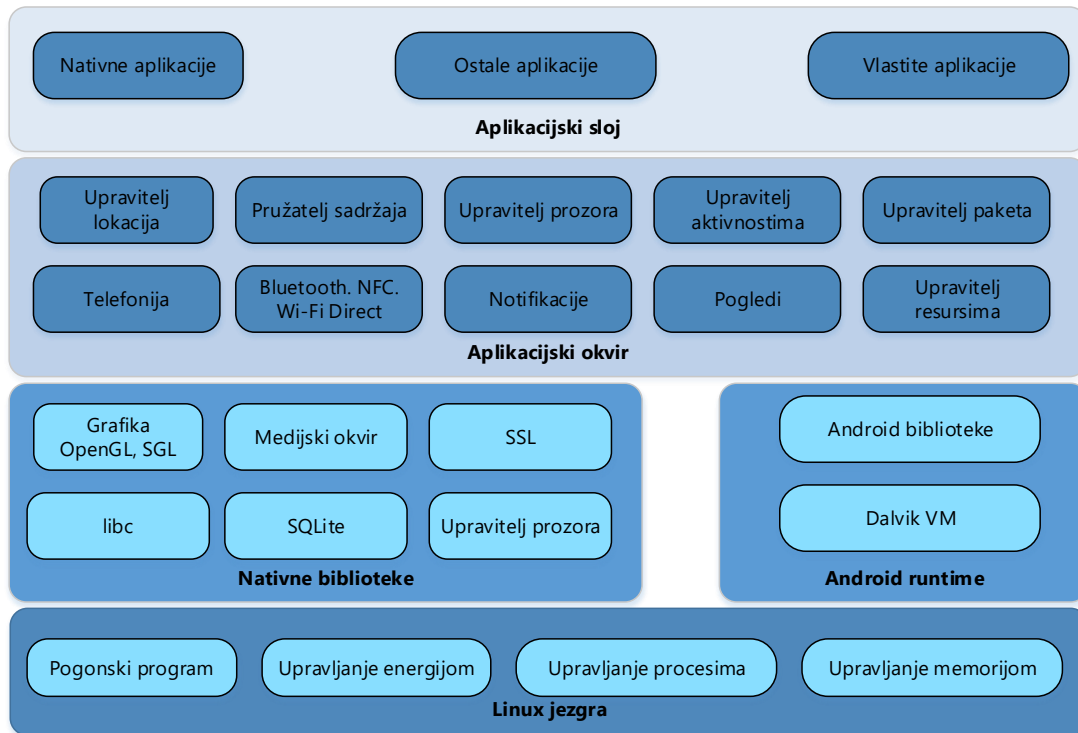 Nativne aplikacije
Ostale aplikacije
Vlastite aplikacije
Aplikacijski sloj
Upravitelj
lokacija
Pružatelj sadržaja
Upravitelj prozora
Upravitelj
aktivnostima
Upravitelj paketa
Telefonija
Bluetooth. NFC.
Wi-Fi Direct
Notifikacije
Pogledi
Upravitelj
resursima
Aplikacijski okvir
Grafika
OpenGL, SGL
Medijski okvir
SSL
libc
SQLite
Upravitelj prozora
Nativne biblioteke
Android biblioteke
Dalvik VM
Android runtime
Pogonski program
Upravljanje energijom
Upravljanje procesima
Upravljanje memorijom
Linux jezgra